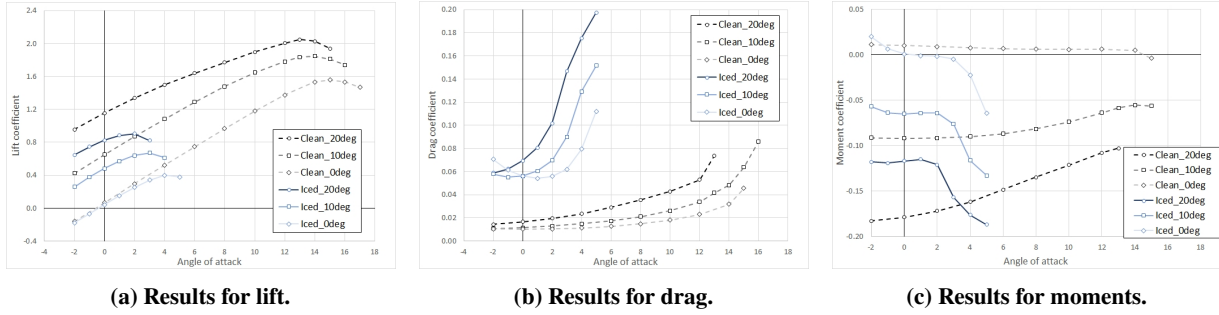 2.4
2.0
1.6
1.2
0.8
0.4
0.0
-0.4
Lift coefficient
-4 -2 0 2 4 6 8 10 12 14 16 18
Angle of attack
Clean_20deg
Clean_10deg
Clean_0deg
Iced_20deg
Iced_10deg
Iced_0deg
(a) Results for lift.
0.20
0.18
0.16
0.14
0.12
0.10
0.08
0.06
0.04
0.02
0.00
Drag coefficient
-4 -2 0 2 4 6 8 10 12 14 16
Angle of attack
Clean_20deg
Clean_10deg
Clean_0deg
Iced_20deg
Iced_10deg
Iced_0deg
(b) Results for drag.
0.05
0.00
-0.05
-0.10
-0.15
-0.20
Moment coefficient
-2 0 2 4 6 8 10 12 14 16 18
Angle of attack
Clean_20deg
Clean_10deg
Clean_0deg
Iced_20deg
Iced_10deg
Iced_0deg
(c) Results for moments.